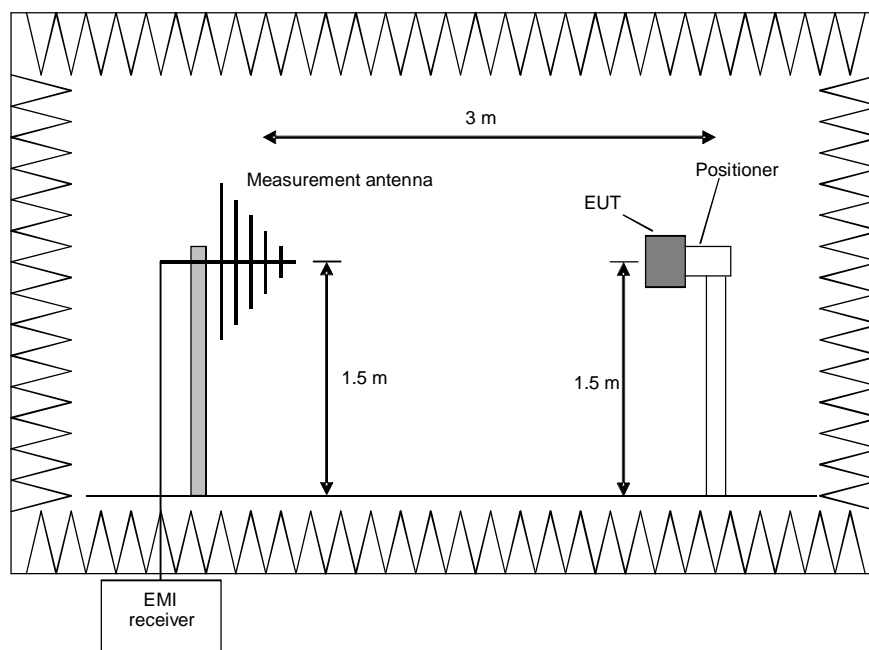 3 m
Measurement antenna
Positioner
EUT
1.5 m
1.5 m
EMI
receiver